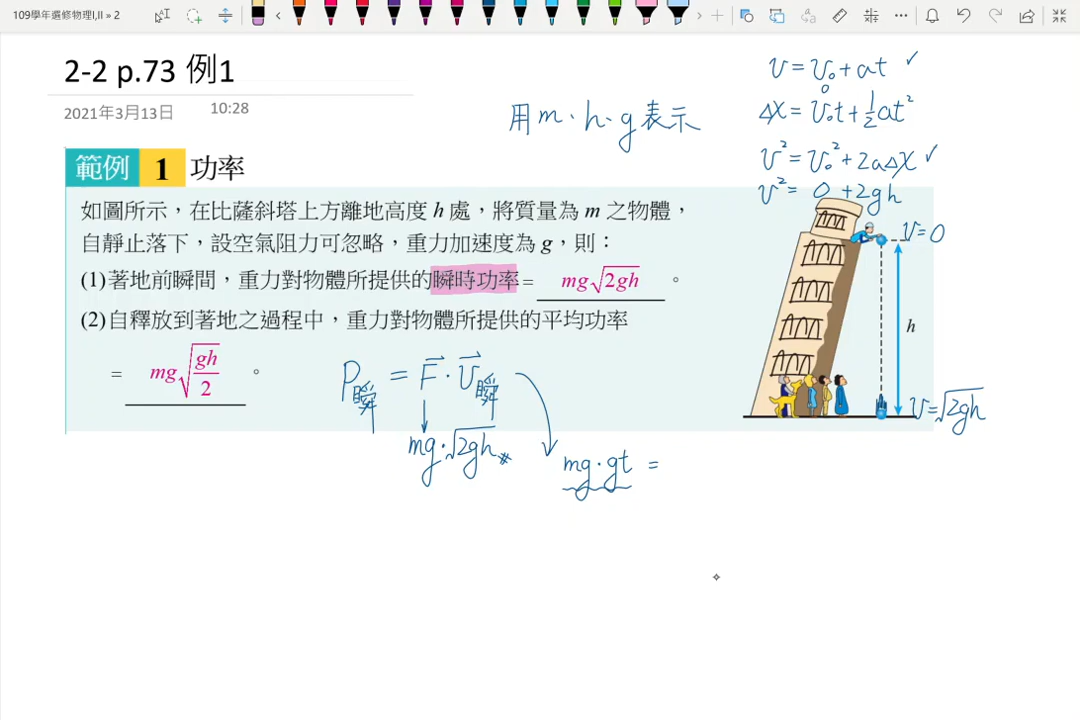 109學年選修物理I,II » 2
2-2 p.73 例1
2021年3月13日 10:28
用m、h、g表示
v = v₀ + at ✓
0
Δx = v₀t + ½at²
v² = v₀² + 2aΔx ✓
v² = 0 + 2gh
範例 1 功率
如圖所示，在比薩斜塔上方離地高度 h 處，將質量為 m 之物體，
自靜止落下，設空氣阻力可忽略，重力加速度為 g，則：
(1)著地前瞬間，重力對物體所提供的瞬時功率= mg√2gh 。
(2)自釋放到著地之過程中，重力對物體所提供的平均功率
= mg√gh/2 。
v=0
h
v=√2gh
P瞬 = F⃗ · v⃗瞬
mg·√2gh #
mg·gt =